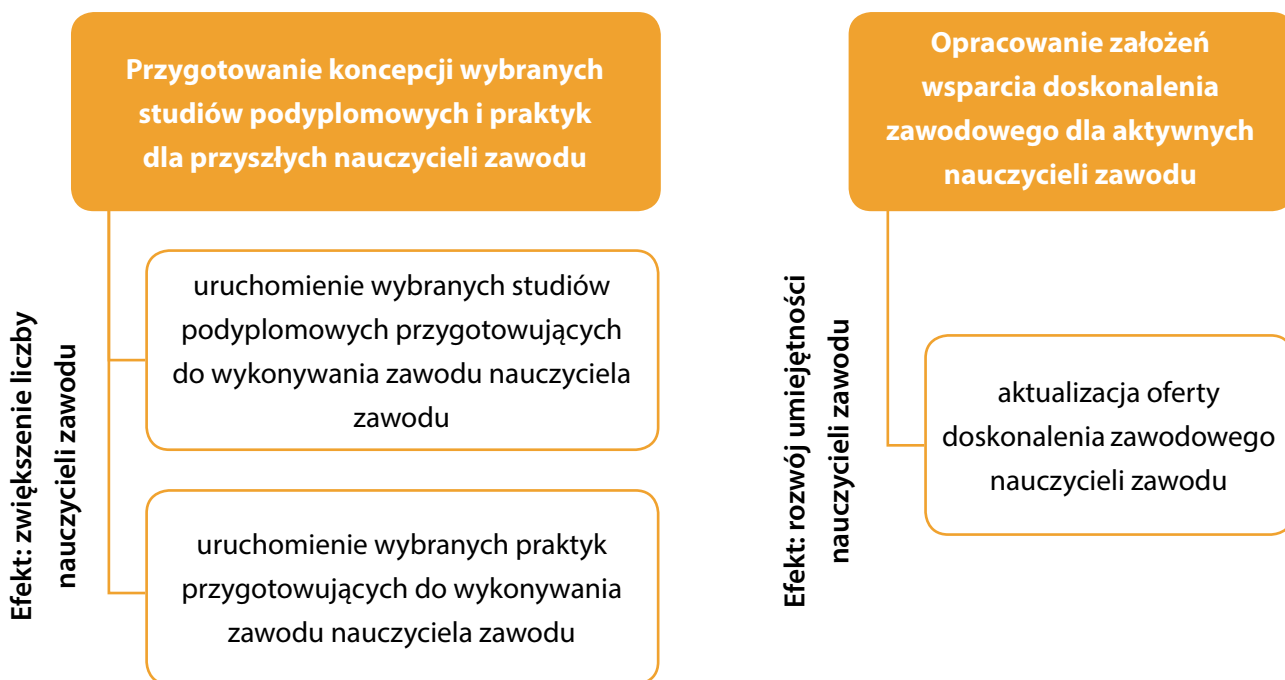 Przygotowanie koncepcji wybranych
studiów podyplomowych i praktyk
dla przyszłych nauczycieli zawodu
Efekt: zwiększenie liczby
nauczycieli zawodu
uruchomienie wybranych studiów
podyplomowych przygotowujących
do wykonywania zawodu nauczyciela
zawodu
uruchomienie wybranych praktyk
przygotowujących do wykonywania
zawodu nauczyciela zawodu
Opracowanie założeń
wsparcia doskonalenia
zawodowego dla aktywnych
nauczycieli zawodu
Efekt: rozwój umiejętności
nauczycieli zawodu
aktualizacja oferty
doskonalenia zawodowego
nauczycieli zawodu